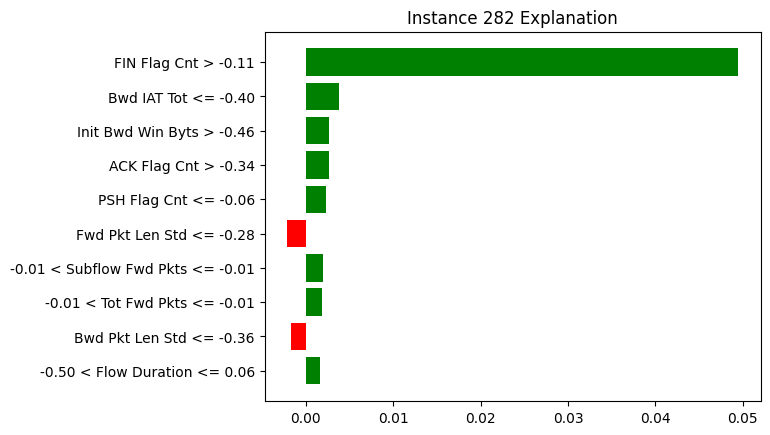 Instance 282 Explanation
FIN Flag Cnt > -0.11
Bwd IAT Tot <= -0.40
Init Bwd Win Byts > -0.46
ACK Flag Cnt > -0.34
PSH Flag Cnt <= -0.06
Fwd Pkt Len Std <= -0.28
-0.01 < Subflow Fwd Pkts <= -0.01
-0.01 < Tot Fwd Pkts <= -0.01
Bwd Pkt Len Std <= -0.36
-0.50 < Flow Duration <= 0.06
0.00 0.01 0.02 0.03 0.04 0.05